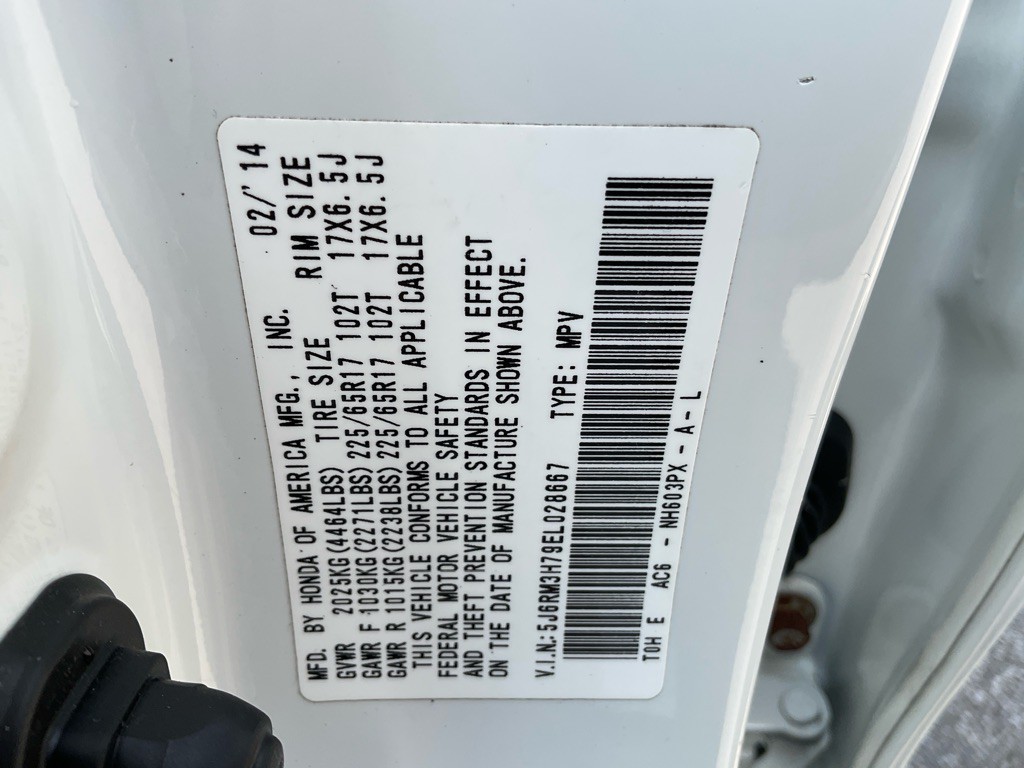 MFD. BY HONDA OF AMERICA MFG., INC. 02/'14
GVWR 2025KG(4464LBS) TIRE SIZE RIM SIZE
GAWR F 1030KG(2271LBS) 225/65R17 102T 17X6.5J
GAWR R 1015KG(2238LBS) 225/65R17 102T 17X6.5J
THIS VEHICLE CONFORMS TO ALL APPLICABLE
FEDERAL MOTOR VEHICLE SAFETY
AND THEFT PREVENTION STANDARDS IN EFFECT
ON THE DATE OF MANUFACTURE SHOWN ABOVE.
V.I.N.: 5J6RM3H79EL028667 TYPE: MPV
TOH E AC6 - NH603PX - A - L